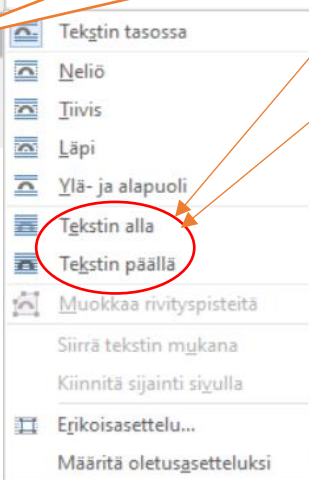 Tekstin tasossa
Neliö
Tiivis
Läpi
Ylä- ja alapuoli
Tekstin alla
Tekstin päällä
Muokkaa rivityspisteitä
Siirrä tekstin mukana
Kiinnitä sijainti sivulla
Erikoisasettelu...
Määritä oletusasetteluksi